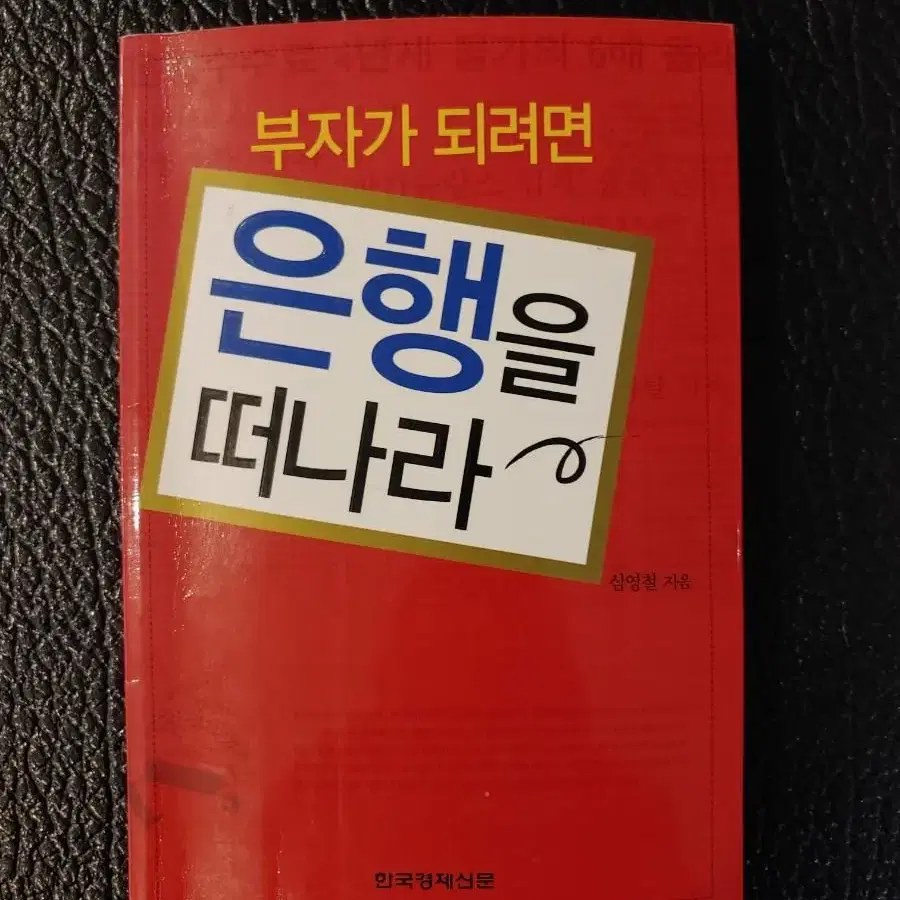 부자가 되려면
은행을
떠나라
심영철 지음
한국경제신문